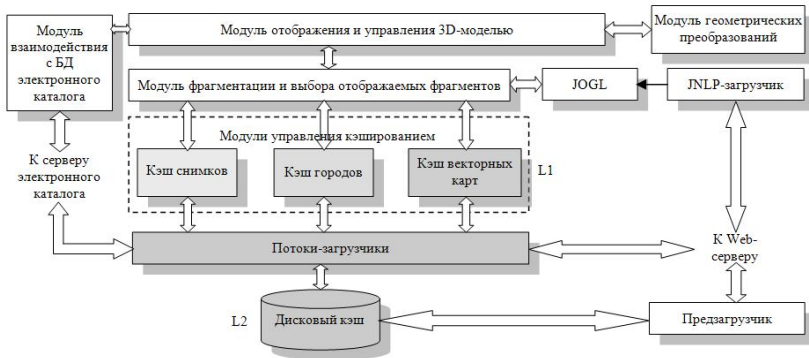 Модуль
взаимодействия
с БД
электронного
каталога
Модуль отображения и управления 3D-моделью
Модуль геометрических
преобразований
Модуль фрагментации и выбора отображаемых фрагментов
JOGL
JNLP-загрузчик
Модули управления кэшированием
Кэш снимков
Кэш городов
Кэш векторных
карт
L1
К серверу
электронного
каталога
Потоки-загрузчики
К Web-
серверу
L2
Дисковый кэш
Предзагрузчик